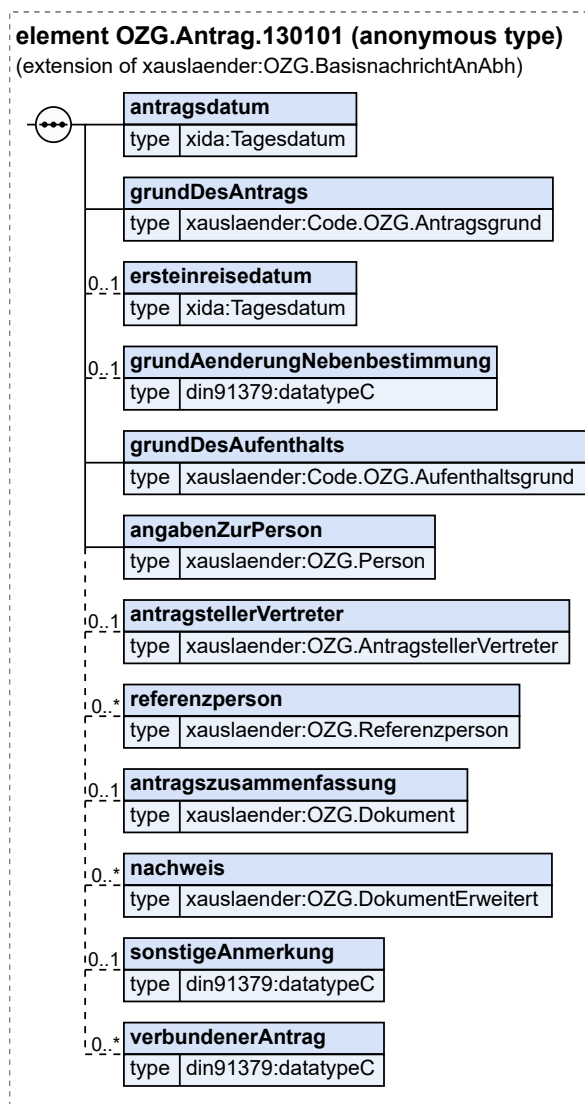 element OZG.Antrag.130101 (anonymous type)
(extension of xauslaender:OZG.BasisnachrichtAnAbh)
antragsdatum
type xida:Tagesdatum
grundDesAntrags
type xauslaender:Code.OZG.Antragsgrund
0..1 ersteinreisedatum
type xida:Tagesdatum
0..1 grundAenderungNebenbestimmung
type din91379:datatypeC
grundDesAufenthalts
type xauslaender:Code.OZG.Aufenthaltsgrund
angabenZurPerson
type xauslaender:OZG.Person
0..1 antragstellerVertreter
type xauslaender:OZG.AntragstellerVertreter
0..* referenzperson
type xauslaender:OZG.Referenzperson
0..1 antragszusammenfassung
type xauslaender:OZG.Dokument
0..* nachweis
type xauslaender:OZG.DokumentErweitert
0..1 sonstigeAnmerkung
type din91379:datatypeC
0..* verbundenerAntrag
type din91379:datatypeC